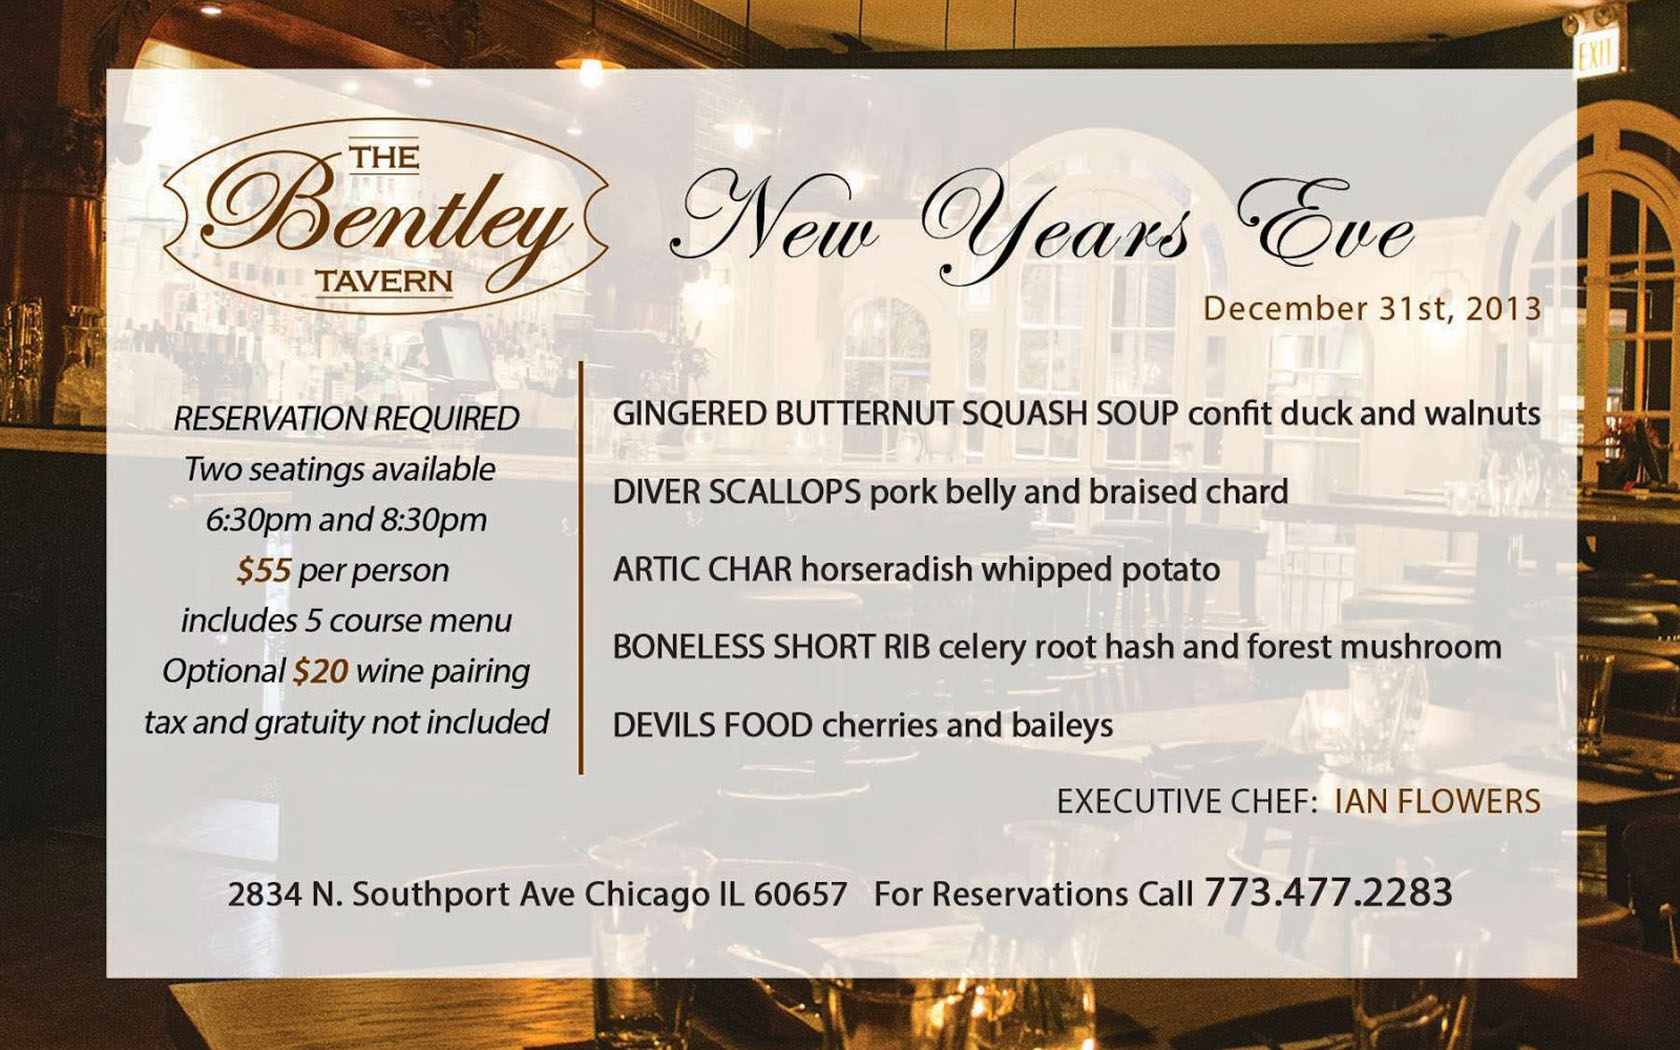 EXIT
THE
Bentley
TAVERN
New Years Eve
December 31st, 2013
RESERVATION REQUIRED
Two seatings available
6:30pm and 8:30pm
$55 per person
includes 5 course menu
Optional $20 wine pairing
tax and gratuity not included
GINGERED BUTTERNUT SQUASH SOUP confit duck and walnuts
DIVER SCALLOPS pork belly and braised chard
ARTIC CHAR horseradish whipped potato
BONELESS SHORT RIB celery root hash and forest mushroom
DEVILS FOOD cherries and baileys
EXECUTIVE CHEF: IAN FLOWERS
2834 N. Southport Ave Chicago IL 60657 For Reservations Call 773.477.2283